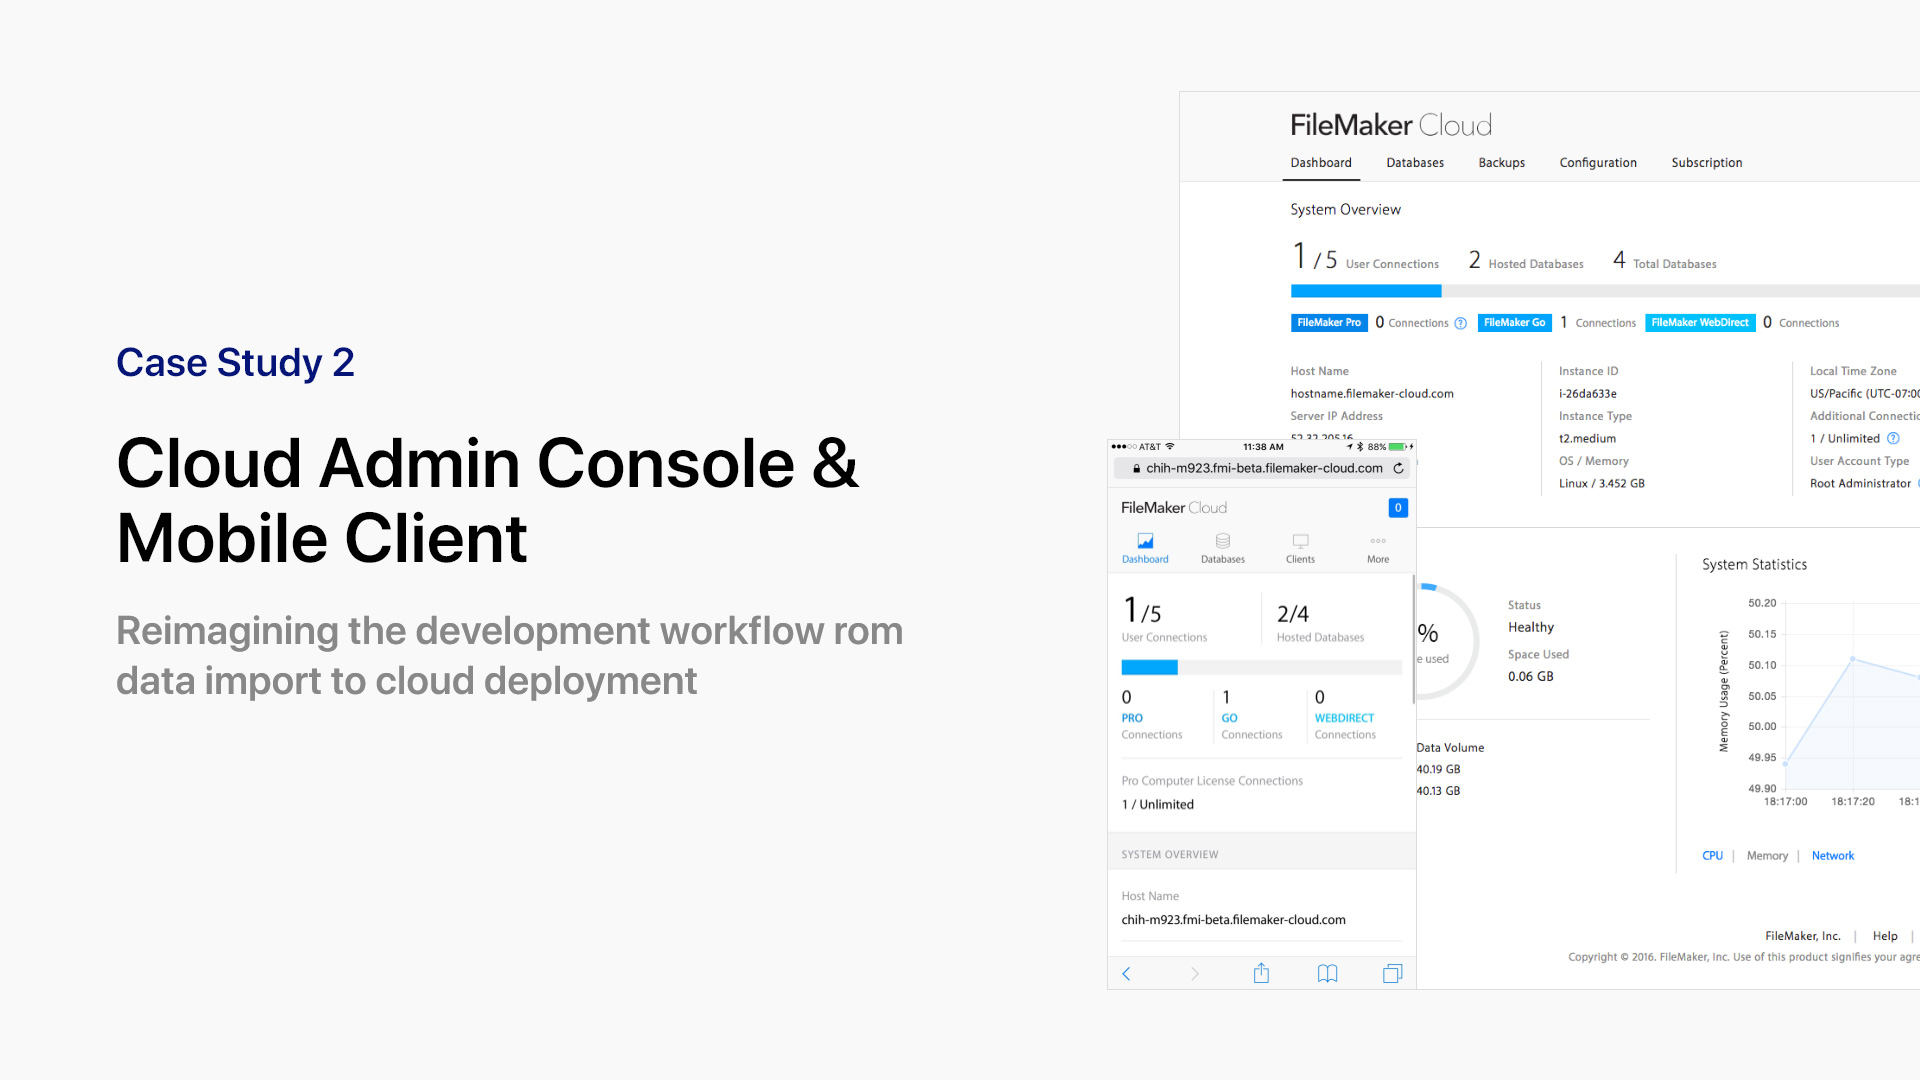 Case Study 2
Cloud Admin Console &
Mobile Client
Reimagining the development workflow rom
data import to cloud deployment
FileMaker Cloud
Dashboard Databases Backups Configuration Subscription
System Overview
1 / 5 User Connections 2 Hosted Databases 4 Total Databases
FileMaker Pro 0 Connections ? FileMaker Go 1 Connections FileMaker WebDirect 0 Connections
Host Name
hostname.filemaker-cloud.com
Server IP Address
Instance ID
i-26da633e
Instance Type
t2.medium
OS / Memory
Linux / 3.452 GB
Local Time Zone
US/Pacific (UTC-07:00
Additional Connectio
1 / Unlimited ?
User Account Type
Root Administrator
%
e used
Status
Healthy
Space Used
0.06 GB
Data Volume
40.19 GB
40.13 GB
System Statistics
Memory Usage (Percent)
50.20
50.15
50.10
50.05
50.00
49.95
49.90
18:17:00 18:17:20 18:1
CPU | Memory | Network
FileMaker, Inc. | Help |
Copyright © 2016. FileMaker, Inc. Use of this product signifies your agre
AT&T 11:38 AM 88%
chih-m923.fmi-beta.filemaker-cloud.com
FileMaker Cloud 0
Dashboard Databases Clients More
1/5 2/4
User Connections Hosted Databases
0 1 0
PRO GO WEBDIRECT
Connections Connections Connections
Pro Computer License Connections
1 / Unlimited
SYSTEM OVERVIEW
Host Name
chih-m923.fmi-beta.filemaker-cloud.com